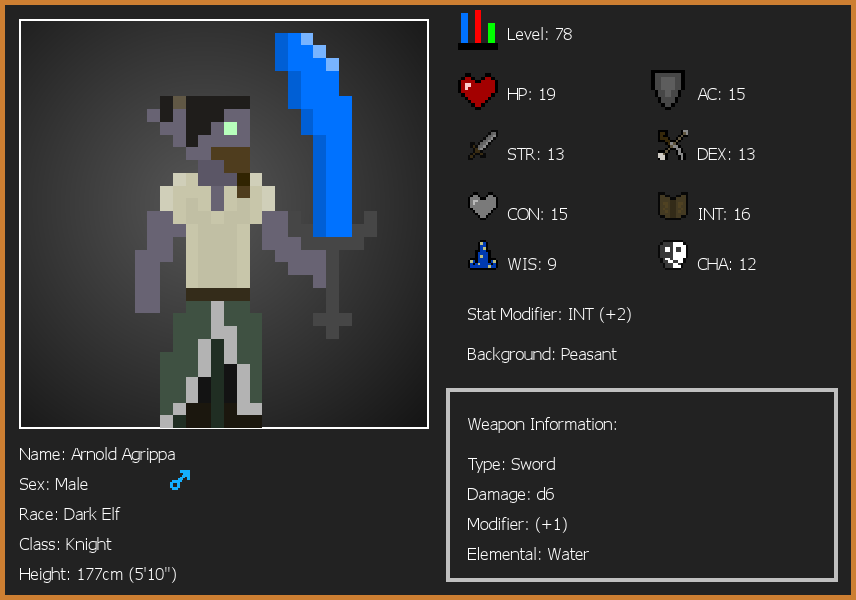 Level: 78
HP: 19
AC: 15
STR: 13
DEX: 13
CON: 15
INT: 16
WIS: 9
CHA: 12
Stat Modifier: INT (+2)
Background: Peasant
Weapon Information:
Type: Sword
Damage: d6
Modifier: (+1)
Elemental: Water
Name: Arnold Agrippa
Sex: Male
Race: Dark Elf
Class: Knight
Height: 177cm (5'10")